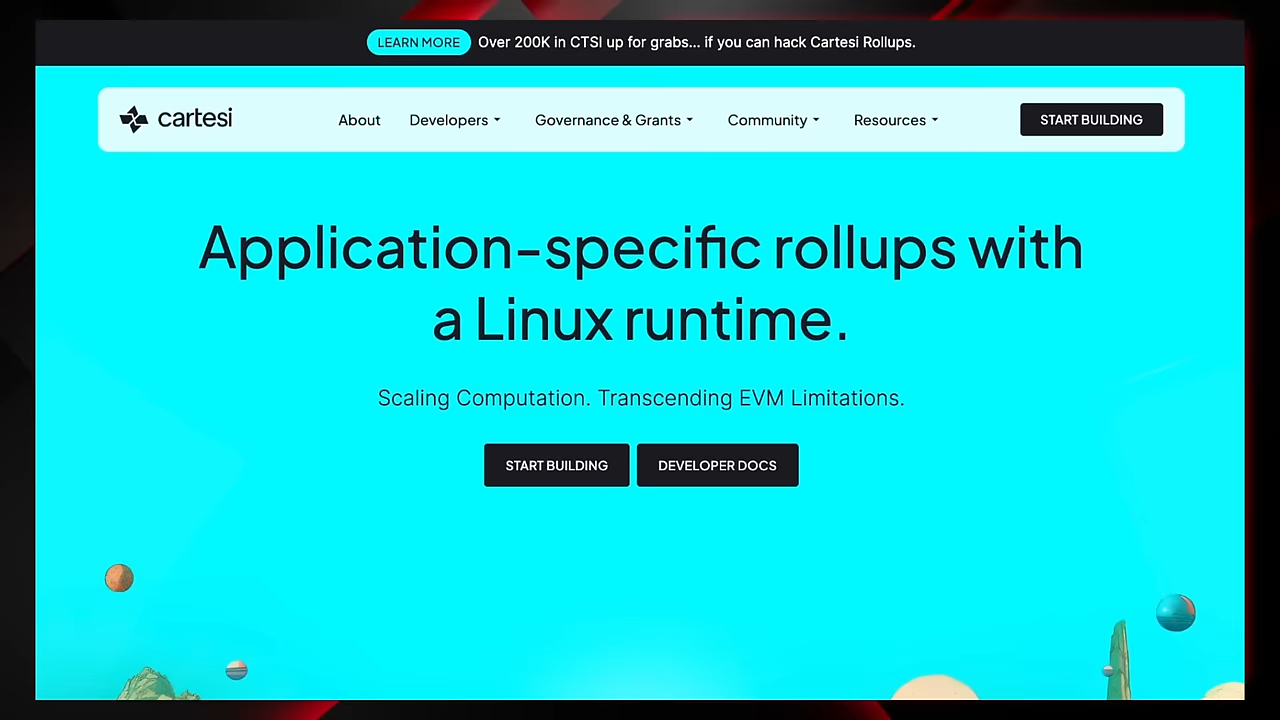 LEARN MORE Over 200K in CTSI up for grabs... if you can hack Cartesi Rollups.
cartesi About Developers Governance & Grants Community Resources START BUILDING
Application-specific rollups with
a Linux runtime.
Scaling Computation. Transcending EVM Limitations.
START BUILDING DEVELOPER DOCS